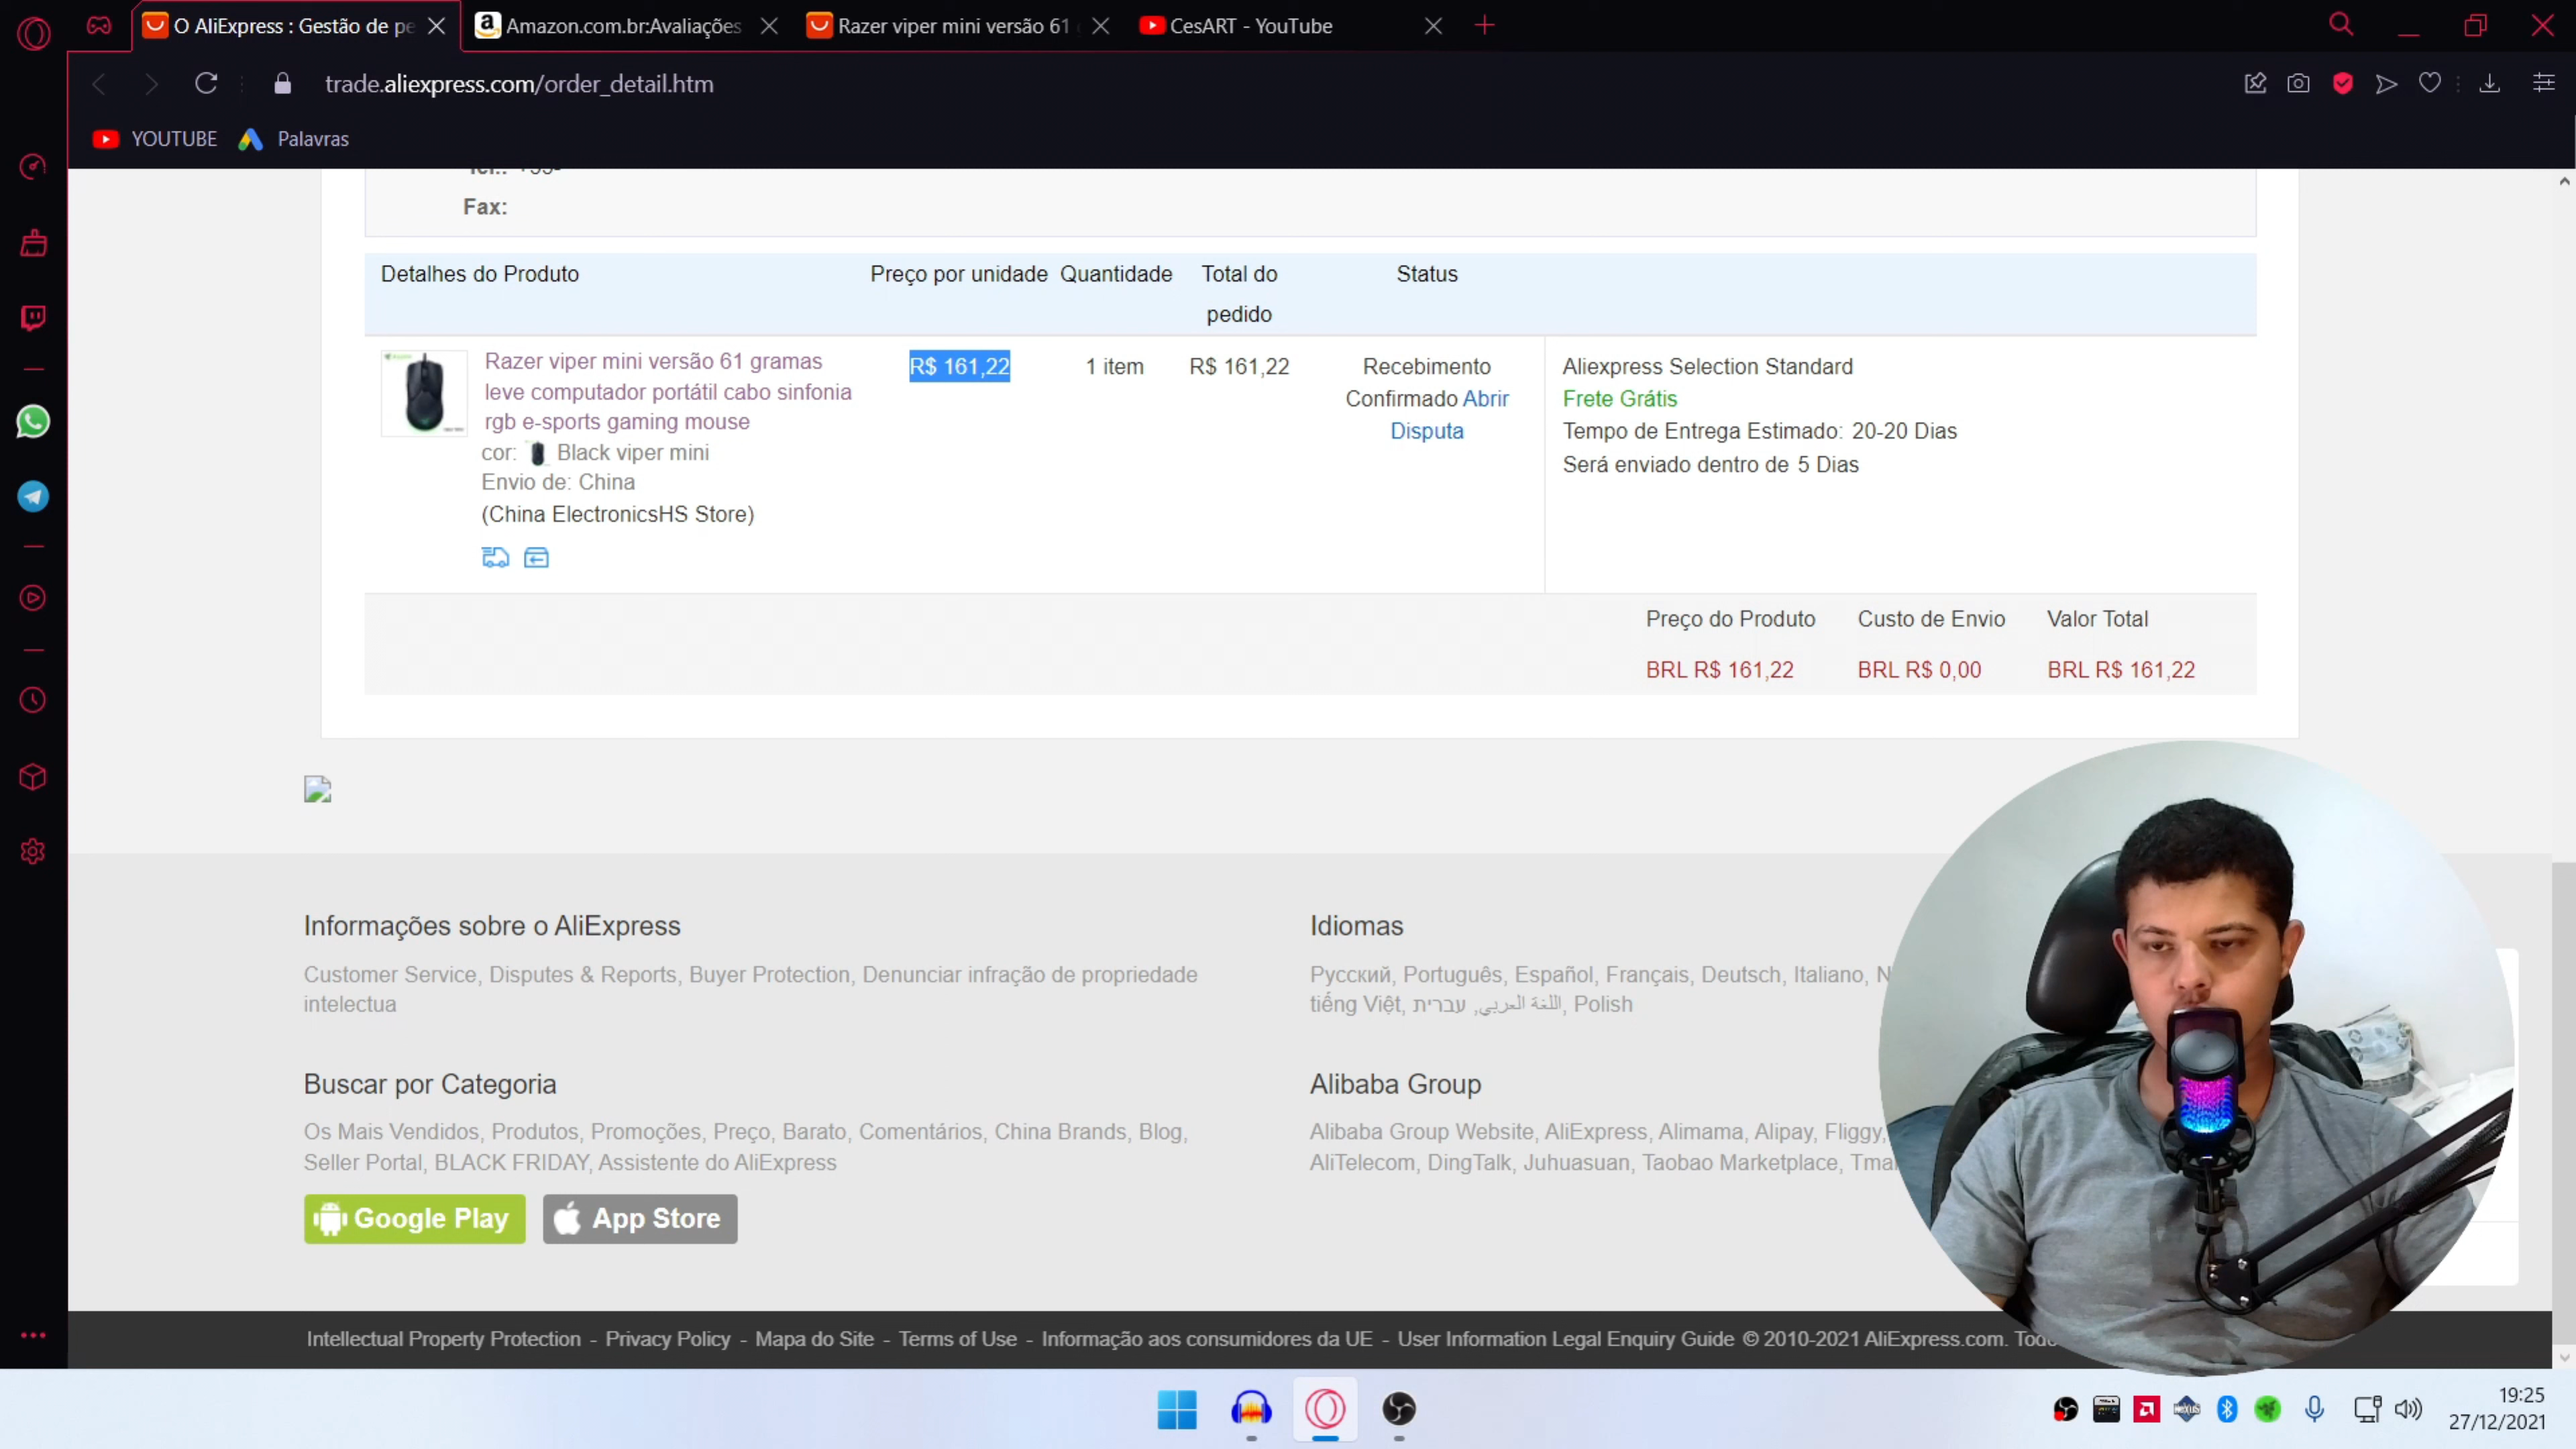 O AliExpress : Gestão de pe
Amazon.com.br:Avaliações
Razer viper mini versão 61
CesART - YouTube
trade.aliexpress.com/order_detail.htm
YOUTUBE
Palavras
Fax:
Detalhes do Produto
Preço por unidade
Quantidade
Total do
pedido
Status
Razer viper mini versão 61 gramas
leve computador portátil cabo sinfonia
rgb e-sports gaming mouse
cor: Black viper mini
Envio de: China
(China ElectronicsHS Store)
R$ 161,22
1 item
R$ 161,22
Recebimento
Confirmado Abrir
Disputa
Aliexpress Selection Standard
Frete Grátis
Tempo de Entrega Estimado: 20-20 Dias
Será enviado dentro de 5 Dias
Preço do Produto
Custo de Envio
Valor Total
BRL R$ 161,22
BRL R$ 0,00
BRL R$ 161,22
Informações sobre o AliExpress
Customer Service, Disputes & Reports, Buyer Protection, Denunciar infração de propriedade
intelectua
Idiomas
Русский, Português, Español, Français, Deutsch, Italiano, N
tiếng Việt, اللغة العربي, עברית, Polish
Buscar por Categoria
Os Mais Vendidos, Produtos, Promoções, Preço, Barato, Comentários, China Brands, Blog,
Seller Portal, BLACK FRIDAY, Assistente do AliExpress
Alibaba Group
Alibaba Group Website, AliExpress, Alimama, Alipay, Fliggy,
AliTelecom, DingTalk, Juhuasuan, Taobao Marketplace, Tmal
Google Play
App Store
Intellectual Property Protection - Privacy Policy - Mapa do Site - Terms of Use - Informação aos consumidores da UE - User Information Legal Enquiry Guide © 2010-2021 AliExpress.com. Todo
19:25
27/12/2021